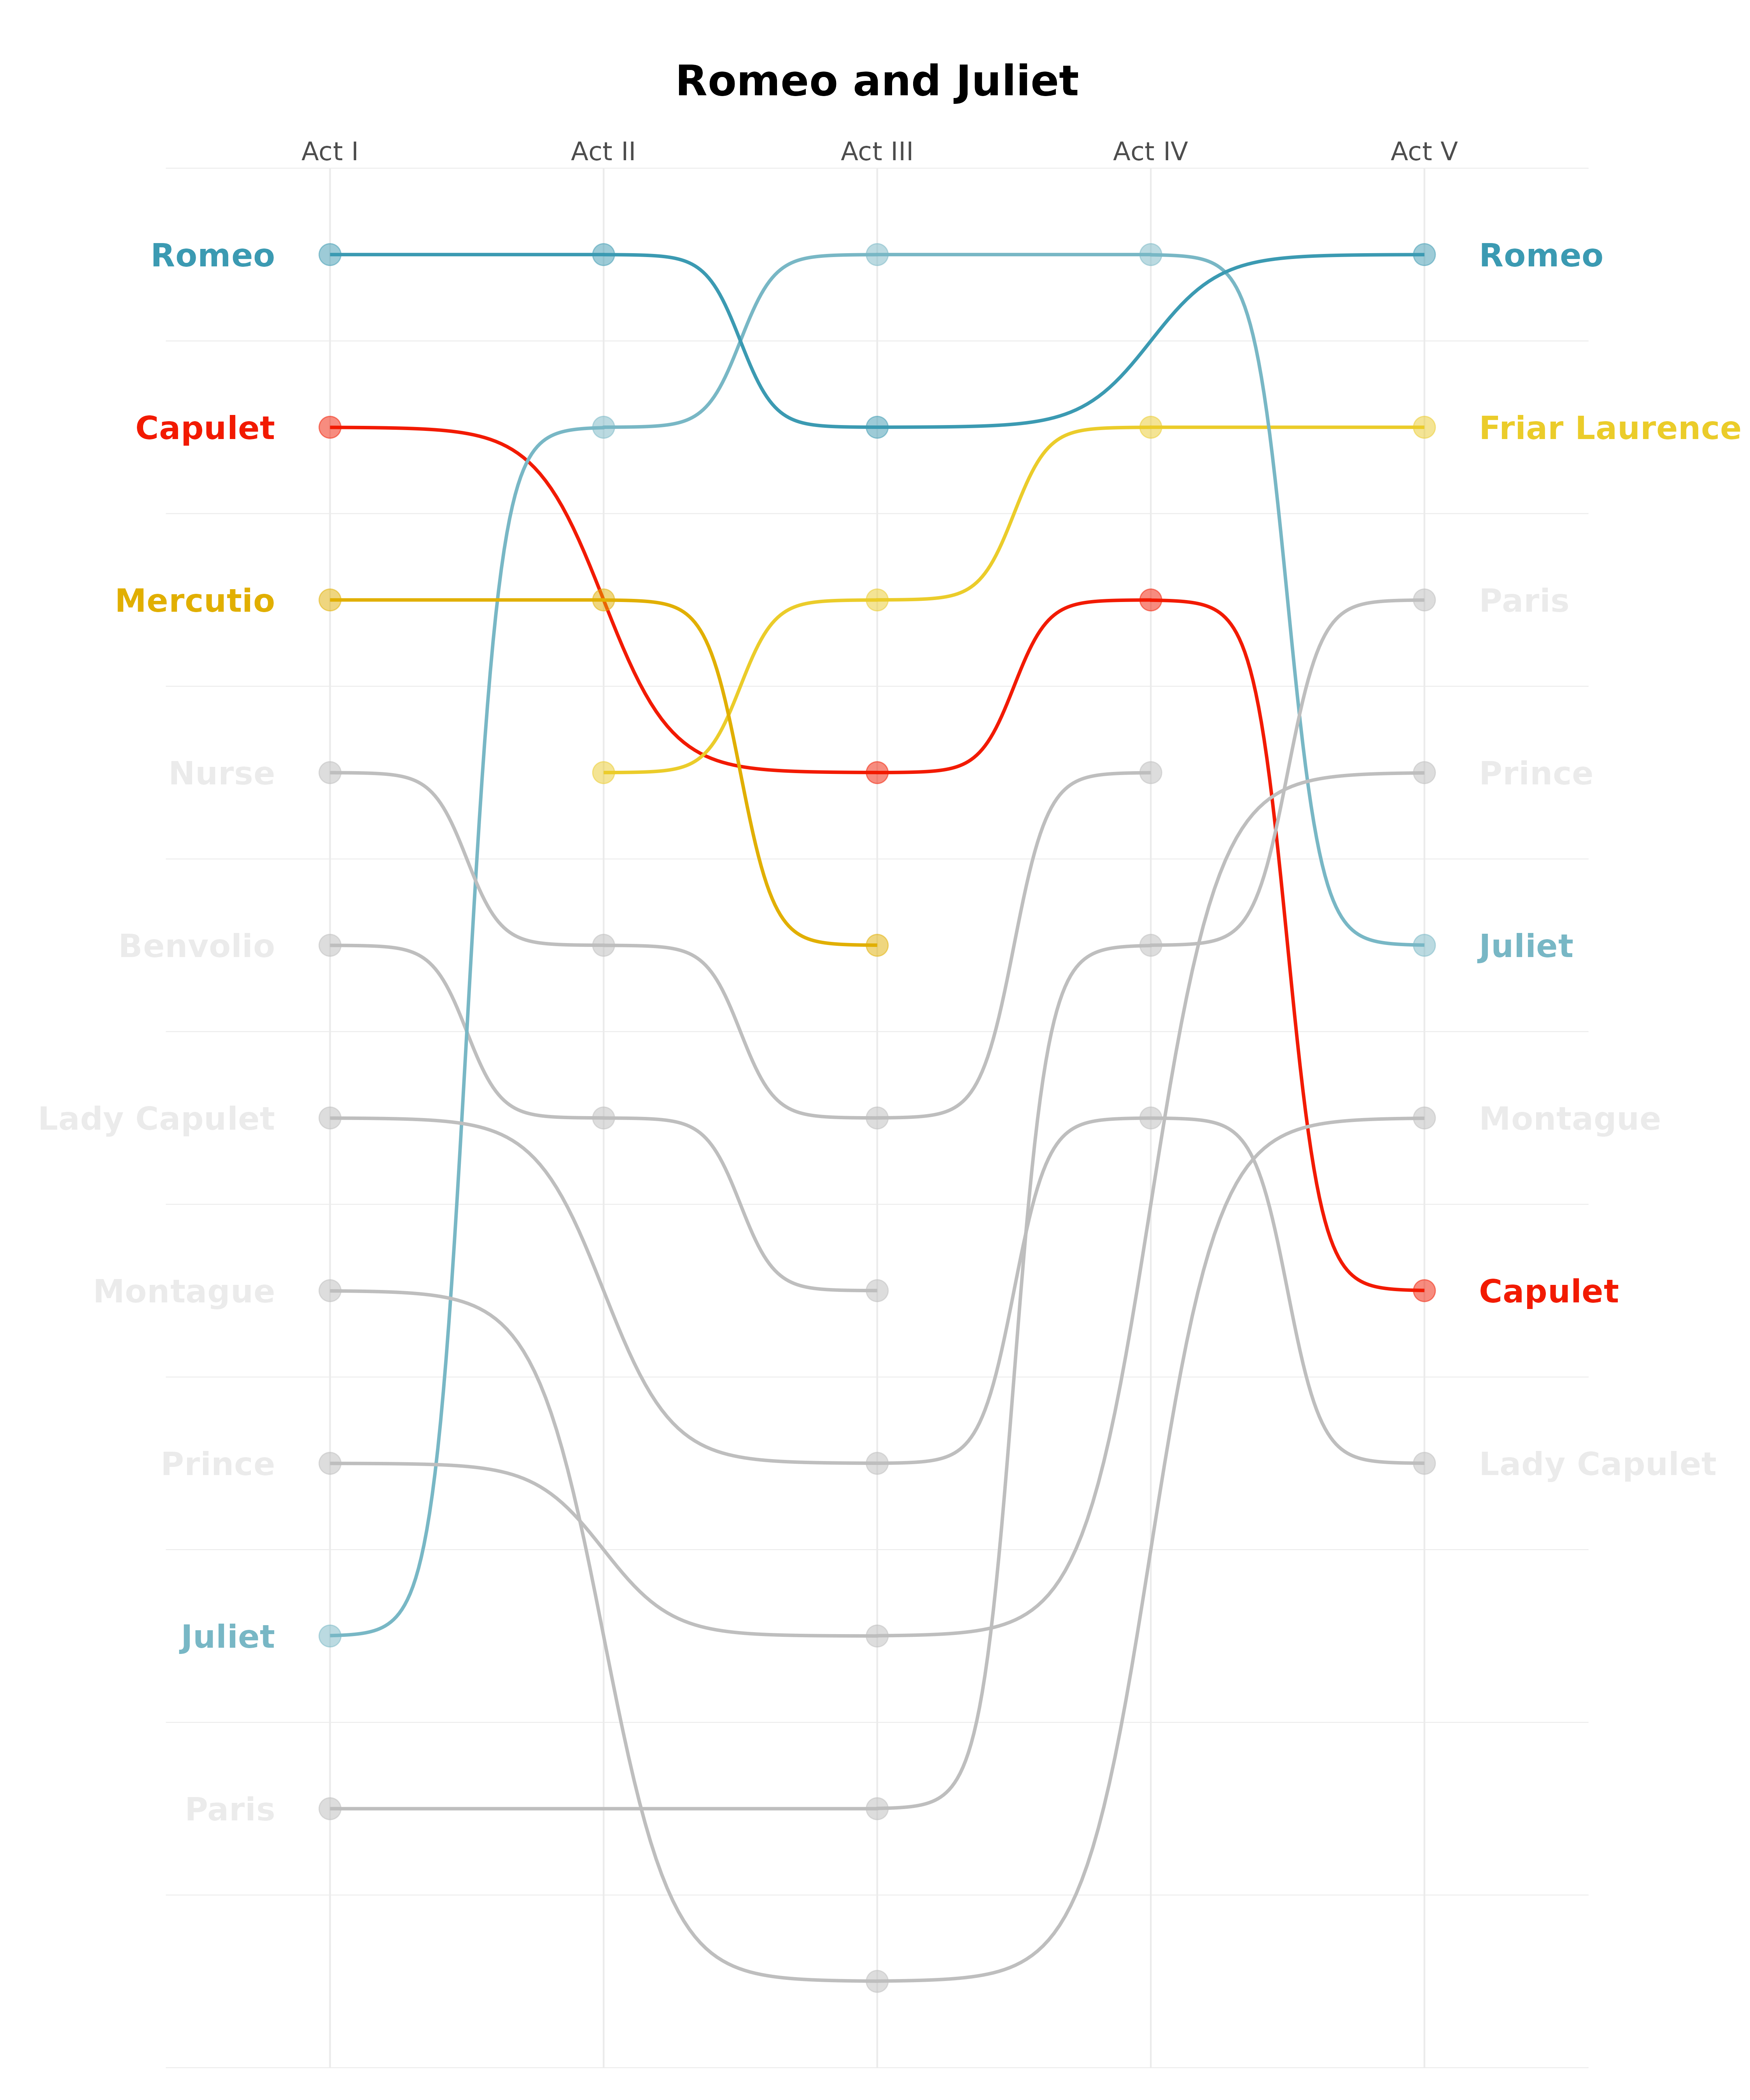 Romeo and Juliet
Act I Act II Act III Act IV Act V
Romeo Romeo
Capulet Friar Laurence
Mercutio Paris
Nurse Prince
Benvolio Juliet
Lady Capulet Montague
Montague Capulet
Prince Lady Capulet
Juliet
Paris